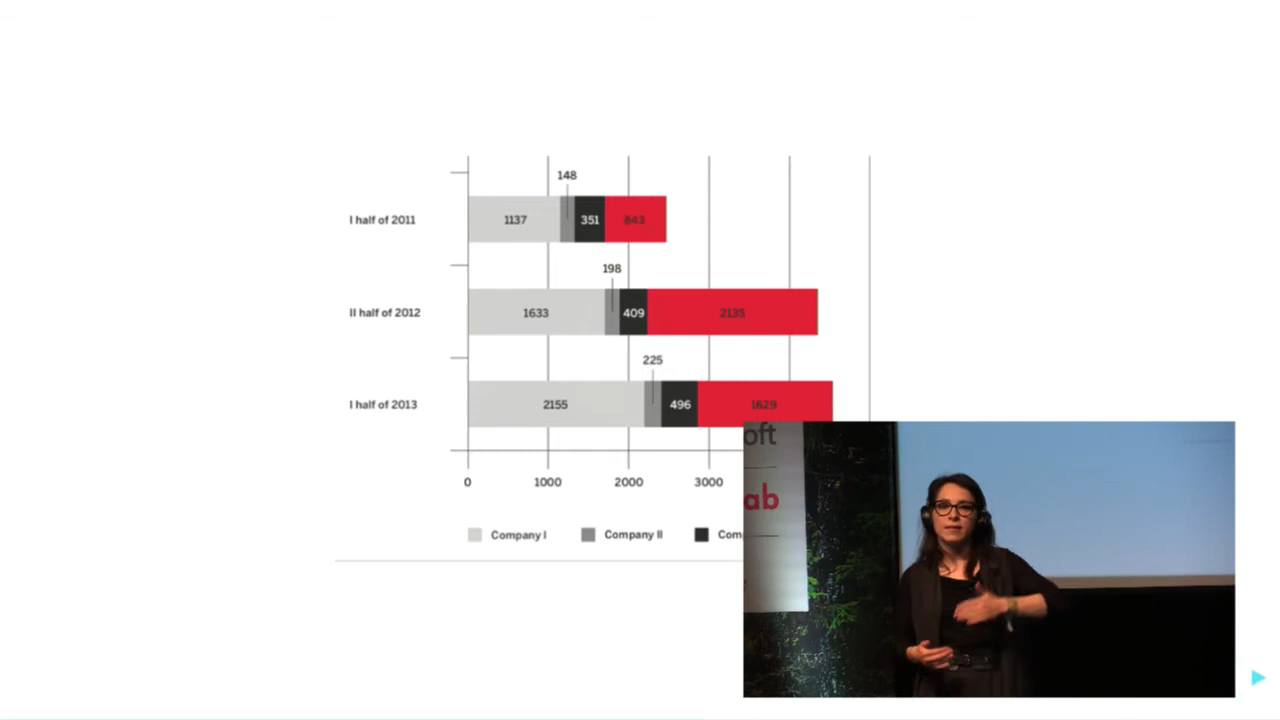 148
I half of 2011 1137 351 843
198
II half of 2012 1633 409 2135
225
I half of 2013 2155 496 1629
0 1000 2000 3000
Company I Company II Com
oft
ab